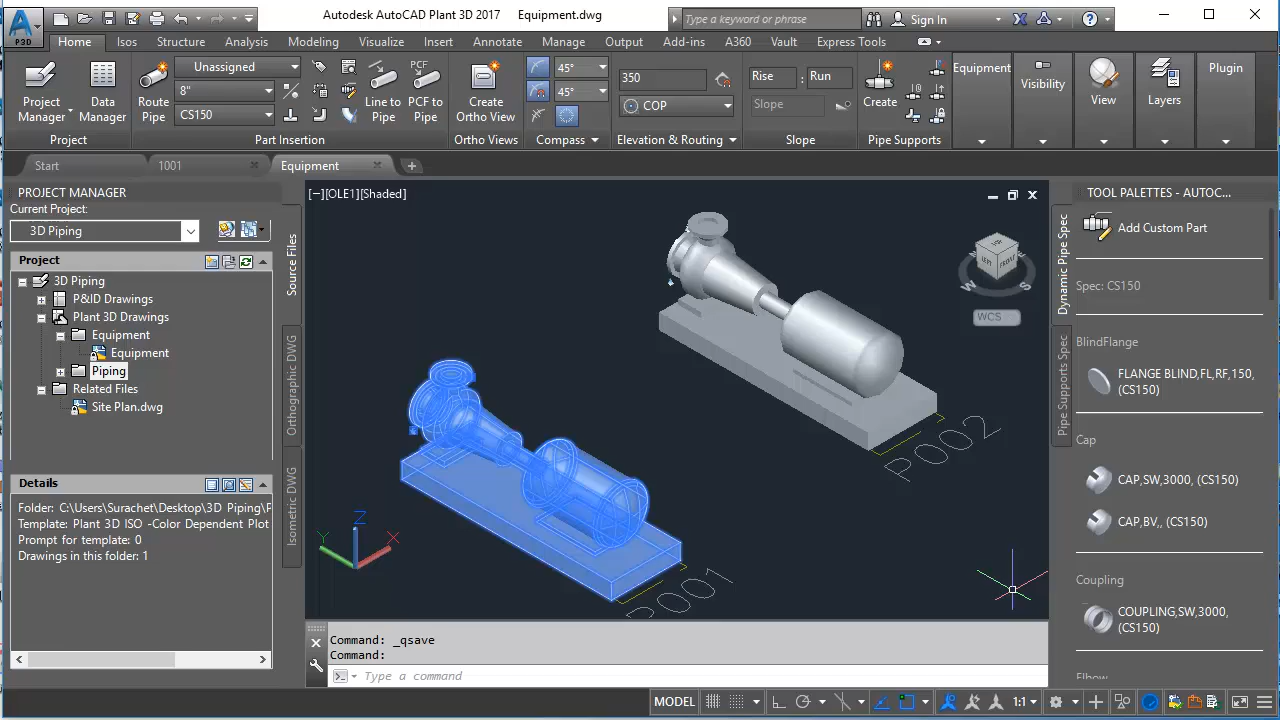 Autodesk AutoCAD Plant 3D 2017 Equipment.dwg
Type a keyword or phrase
Sign In
P3D
Home Isos Structure Analysis Modeling Visualize Insert Annotate Manage Output Add-ins A360 Vault Express Tools
Project Manager
Data Manager
Project
Route Pipe
Unassigned
8"
CS150
Line to Pipe
PCF
PCF to Pipe
Part Insertion
Create Ortho View
Ortho Views
45°
45°
Compass
350
COP
Elevation & Routing
Rise : Run
Slope
Slope
Create
Pipe Supports
Equipment
Visibility
View
Layers
Plugin
Start
1001
Equipment
PROJECT MANAGER
Current Project:
3D Piping
Project
3D Piping
P&ID Drawings
Plant 3D Drawings
Equipment
Equipment
Piping
Related Files
Site Plan.dwg
Details
Folder: C:\Users\Surachet\Desktop\3D Piping\P
Template: Plant 3D ISO -Color Dependent Plot
Prompt for template: 0
Drawings in this folder: 1
Source Files
Orthographic DWG
Isometric DWG
[−][OLE1][Shaded]
TOP
LEFT
FRONT
W
S
WCS
P002
P001
Z
Y
X
Command: _qsave
Command:
Type a command
TOOL PALETTES - AUTOC...
Dynamic Pipe Spec
Pipe Supports Spec
Add Custom Part
Spec: CS150
BlindFlange
FLANGE BLIND,FL,RF,150,
(CS150)
Cap
CAP,SW,3000, (CS150)
CAP,BV,, (CS150)
Coupling
COUPLING,SW,3000,
(CS150)
Elbow
MODEL
1:1